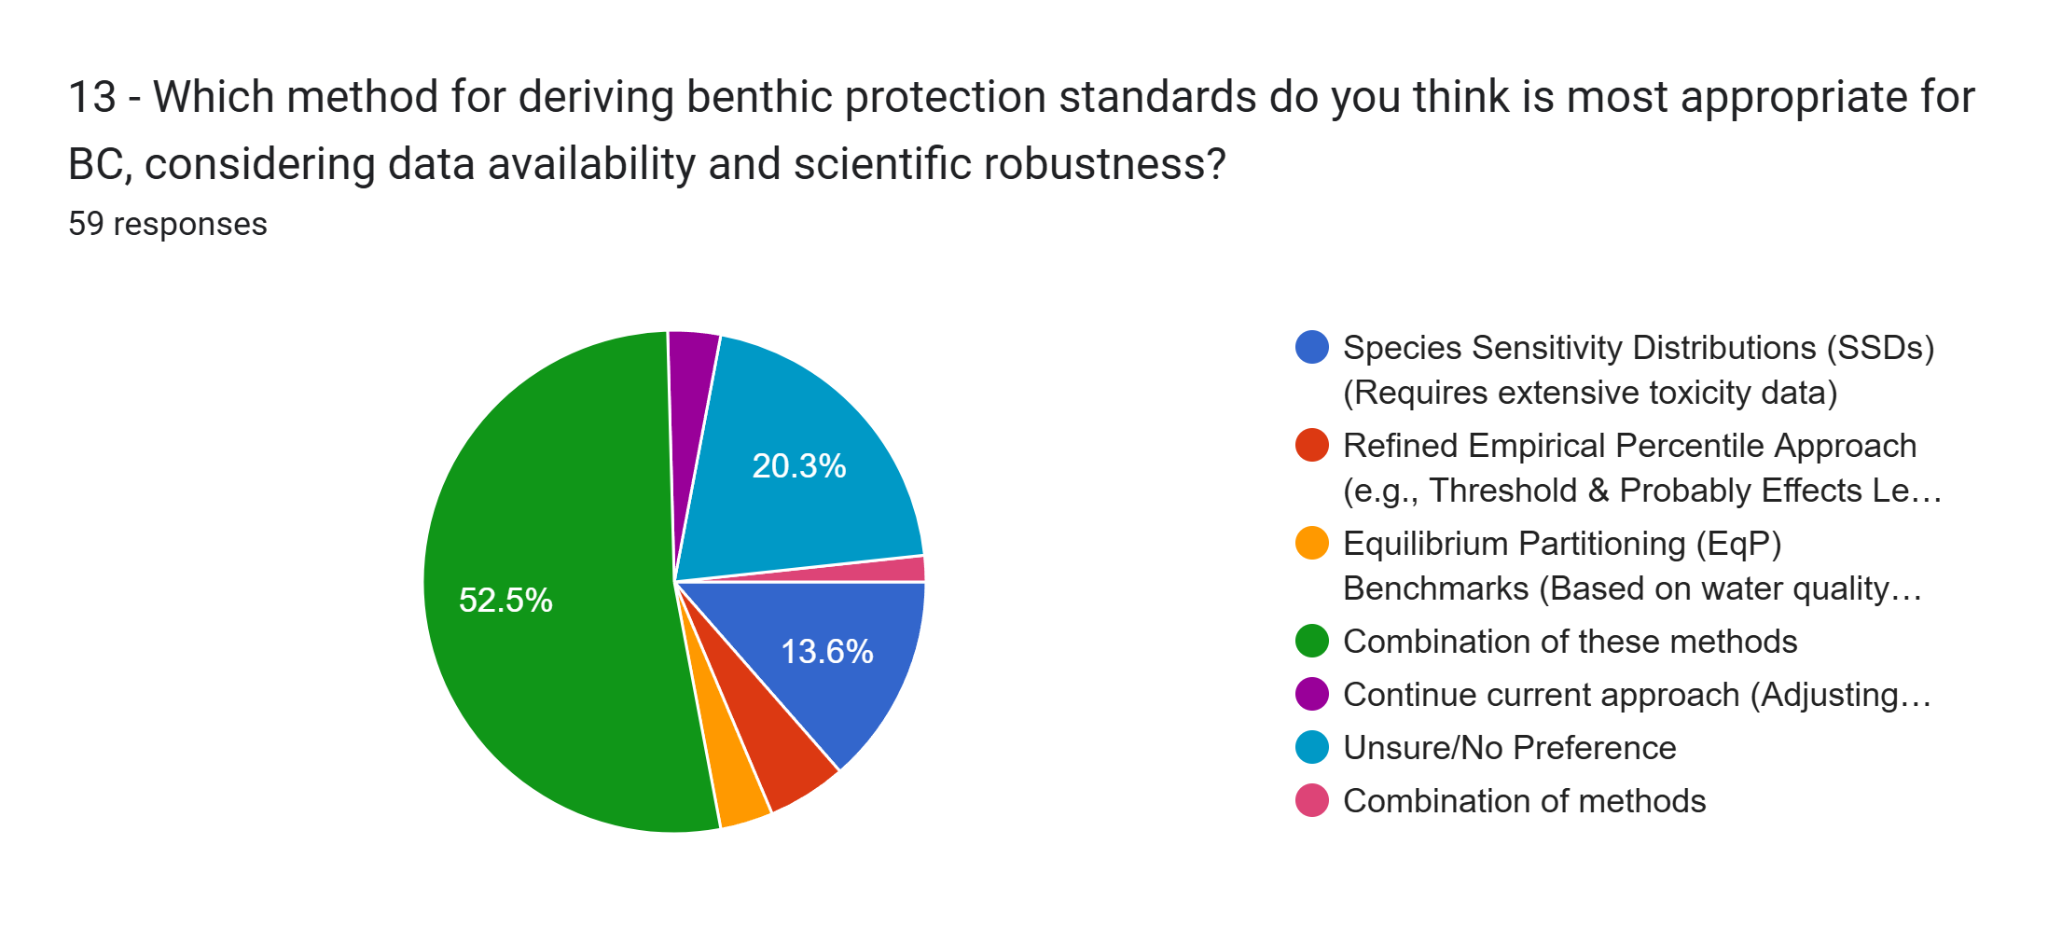 13 - Which method for deriving benthic protection standards do you think is most appropriate for
BC, considering data availability and scientific robustness?
59 responses
20.3%
52.5%
13.6%
Species Sensitivity Distributions (SSDs)
(Requires extensive toxicity data)
Refined Empirical Percentile Approach
(e.g., Threshold & Probably Effects Le…
Equilibrium Partitioning (EqP)
Benchmarks (Based on water quality…
Combination of these methods
Continue current approach (Adjusting…
Unsure/No Preference
Combination of methods